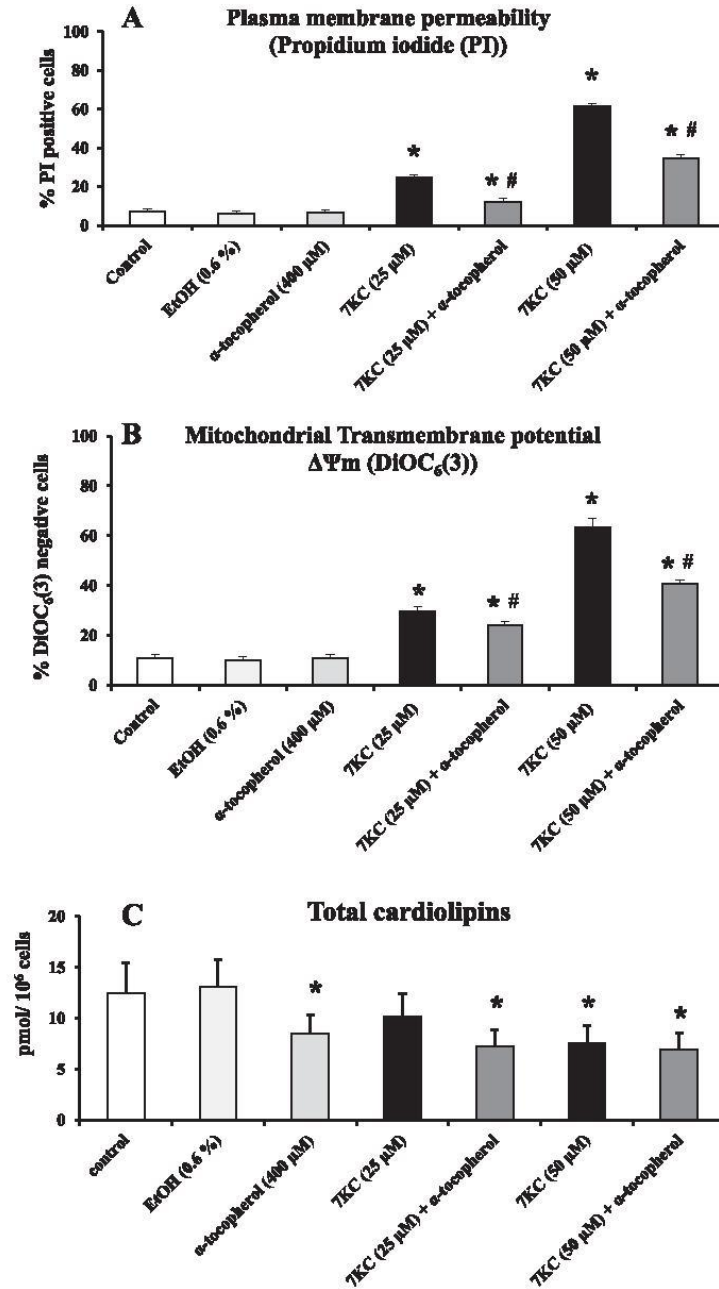 A
Plasma membrane permeability
(Propidium iodide (PI))
% PI positive cells
100
80
60
40
20
0
*
* #
*
* #
Control
EtOH (0.6 %)
α-tocopherol (400 μM)
7KC (25 μM)
7KC (25 μM) + α-tocopherol
7KC (50 μM)
7KC (50 μM) + α-tocopherol
B
Mitochondrial Transmembrane potential
ΔΨm (DiOC₆(3))
% DiOC₆(3) negative cells
100
80
60
40
20
0
*
* #
*
* #
Control
EtOH (0.6 %)
α-tocopherol (400 μM)
7KC (25 μM)
7KC (25 μM) + α-tocopherol
7KC (50 μM)
7KC (50 μM) + α-tocopherol
C
Total cardiolipins
pmol/ 10⁶ cells
20
15
10
5
0
*
*
*
*
control
EtOH (0.6 %)
α-tocopherol (400 μM)
7KC (25 μM)
7KC (25 μM) + α-tocopherol
7KC (50 μM)
7KC (50 μM) + α-tocopherol